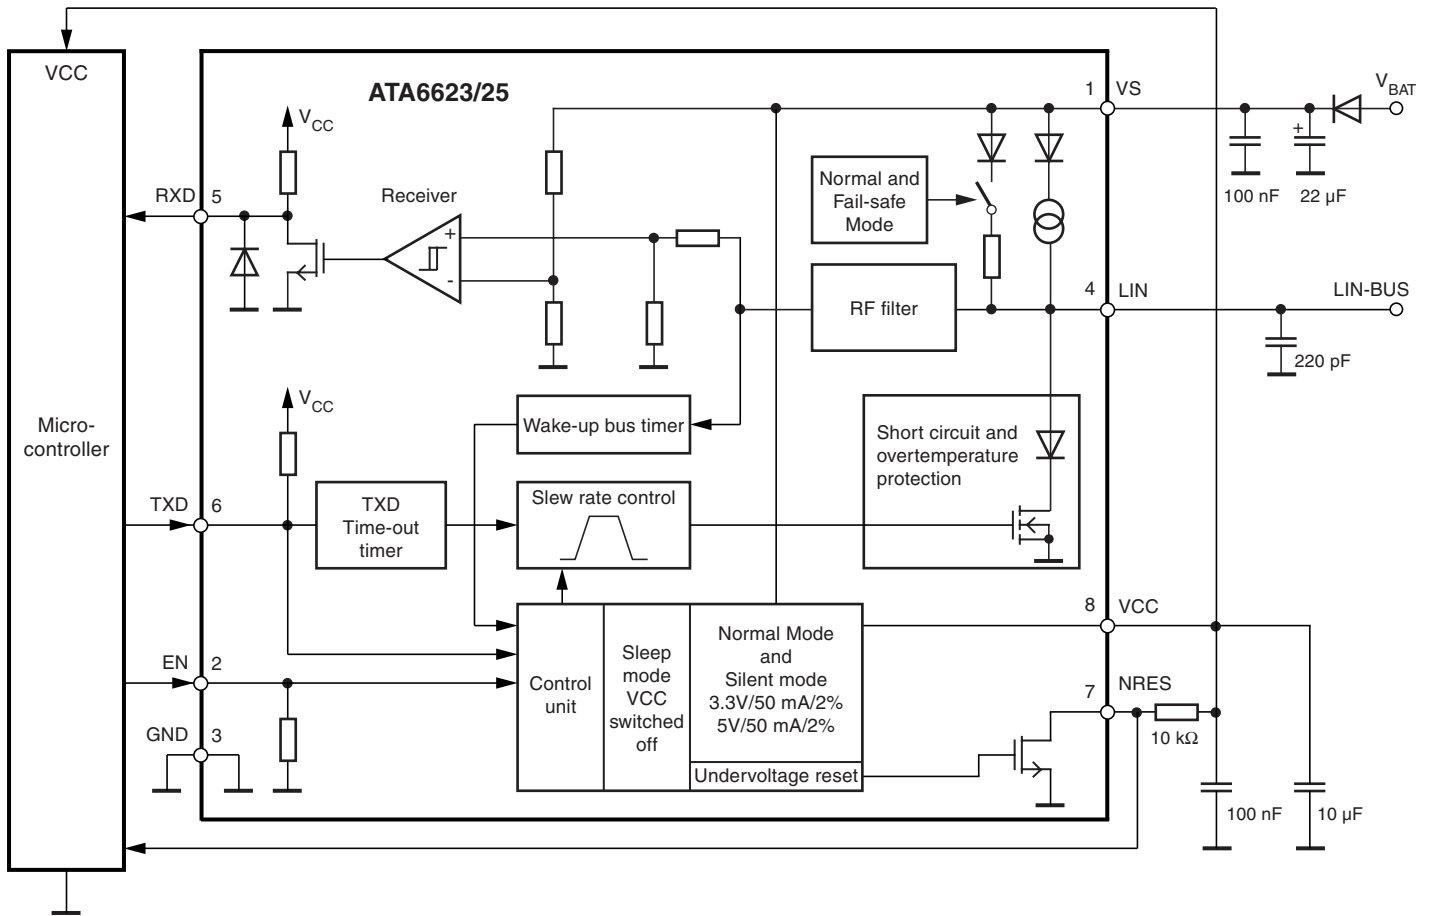 VCC
ATA6623/25
1 VS
V_BAT
V_CC
RXD 5
Receiver
+
-
Normal and
Fail-safe
Mode
+
100 nF
22 µF
RF filter
4 LIN
LIN-BUS
220 pF
Micro-
controller
V_CC
Wake-up bus timer
Short circuit and
overtemperature
protection
TXD 6
TXD
Time-out
timer
Slew rate control
8 VCC
EN 2
Control
unit
Sleep
mode
VCC
switched
off
Normal Mode
and
Silent mode
3.3V/50 mA/2%
5V/50 mA/2%
Undervoltage reset
7 NRES
10 kΩ
GND 3
100 nF
10 µF